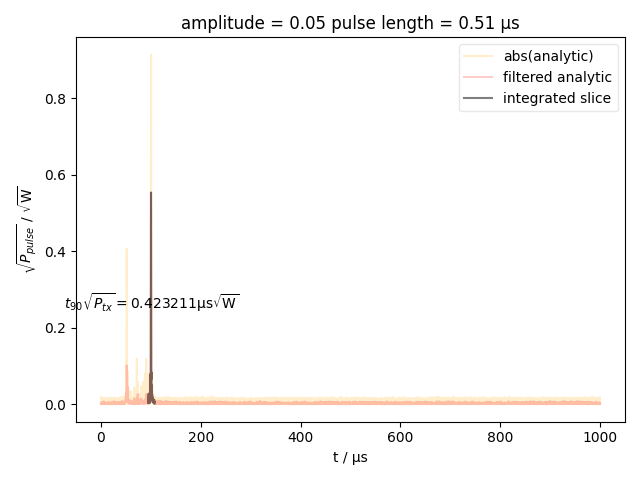 amplitude = 0.05 pulse length = 0.51 µs
abs(analytic)
filtered analytic
integrated slice
√P_pulse / √W
0.8
0.6
0.4
0.2
0.0
t₉₀√P_tx = 0.423211µs√W
0 200 400 600 800 1000
t / µs